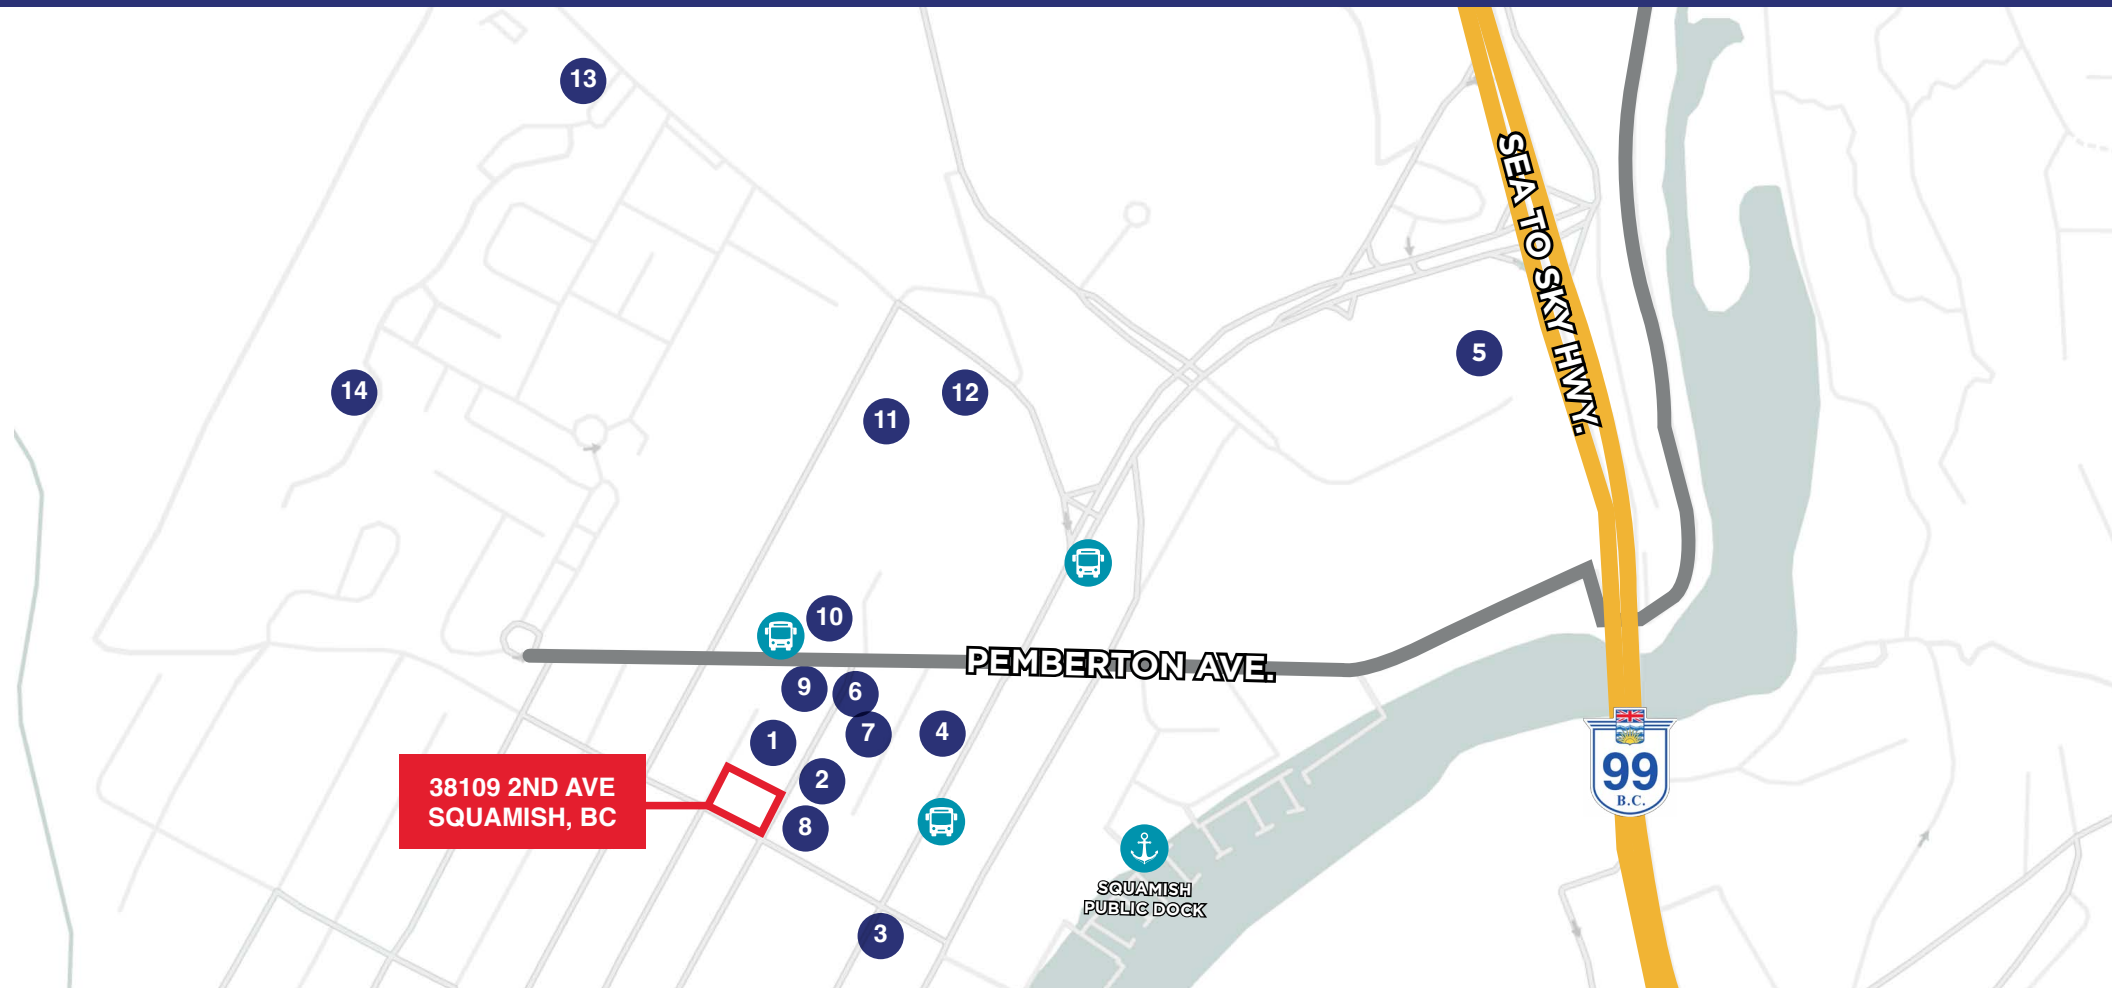 13
SEA TO SKY HWY.
5
14
12
11
10
PEMBERTON AVE.
9
6
7
4
1
2
38109 2ND AVE
SQUAMISH, BC
8
99
B.C.
SQUAMISH
PUBLIC DOCK
3